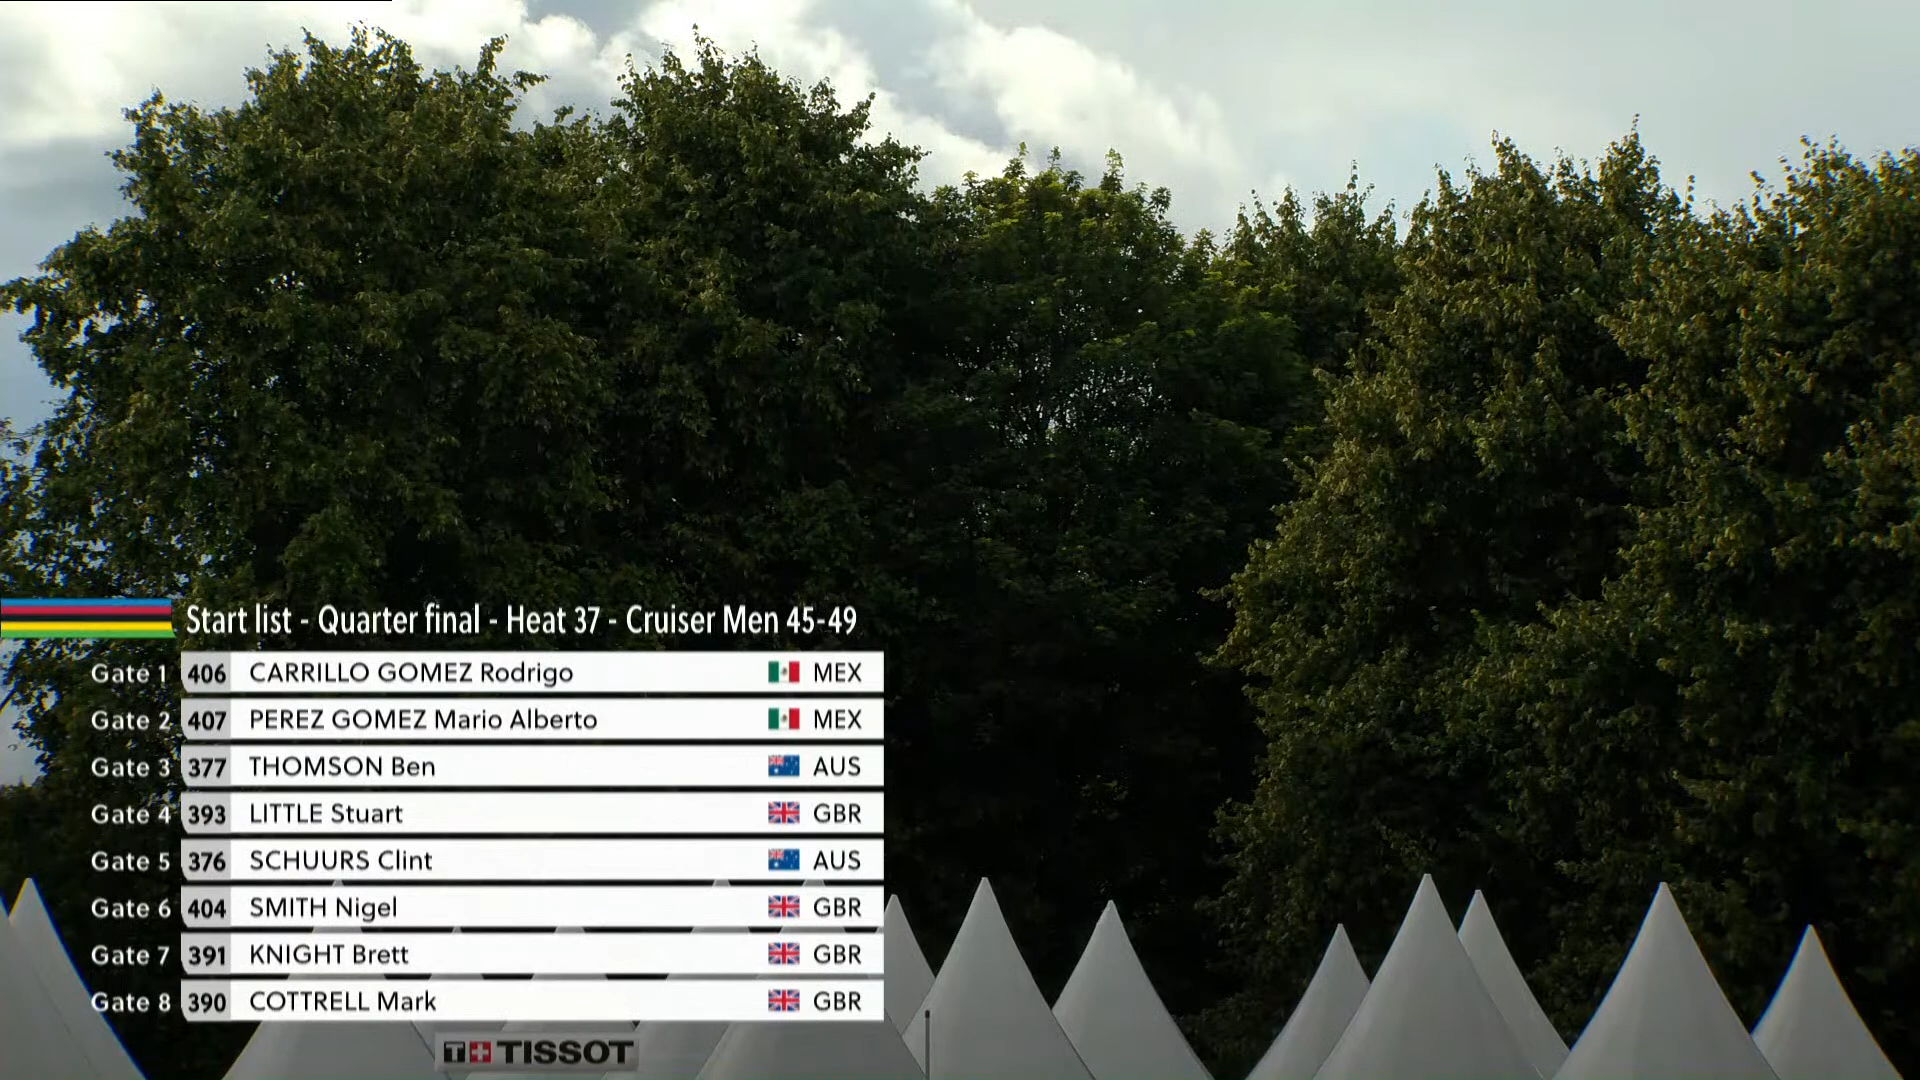 Start list - Quarter final - Heat 37 - Cruiser Men 45-49
Gate 1 406 CARRILLO GOMEZ Rodrigo MEX
Gate 2 407 PEREZ GOMEZ Mario Alberto MEX
Gate 3 377 THOMSON Ben AUS
Gate 4 393 LITTLE Stuart GBR
Gate 5 376 SCHUURS Clint AUS
Gate 6 404 SMITH Nigel GBR
Gate 7 391 KNIGHT Brett GBR
Gate 8 390 COTTRELL Mark GBR
T+ TISSOT